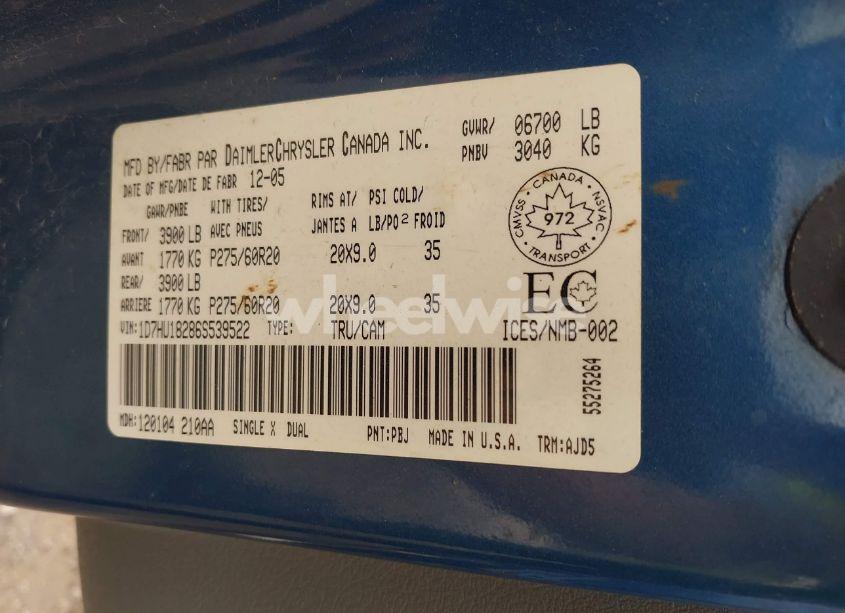 MFD BY/FABR PAR DAIMLERCHRYSLER CANADA INC.
GVWR/ 06700 LB
PNBV 3040 KG
DATE OF MFG/DATE DE FABR 12-05
GAWR/PNBE WITH TIRES/ RIMS AT/ PSI COLD/
FRONT/ 3900 LB AVEC PNEUS JANTES A LB/PO2 FROID
AVANT 1770 KG P275/60R20 20X9.0 35
REAR/ 3900 LB
ARRIERE 1770 KG P275/60R20 20X9.0 35
VIN: 1D7HU18286S539522 TYPE: TRU/CAM ICES/NMB-002
CANADA
CMVSS 972 NSVAC
TRANSPORT
EC
55275264
MDH: 120104 210AA SINGLE X DUAL PNT:PBJ MADE IN U.S.A. TRM:AJD5
wheelwire